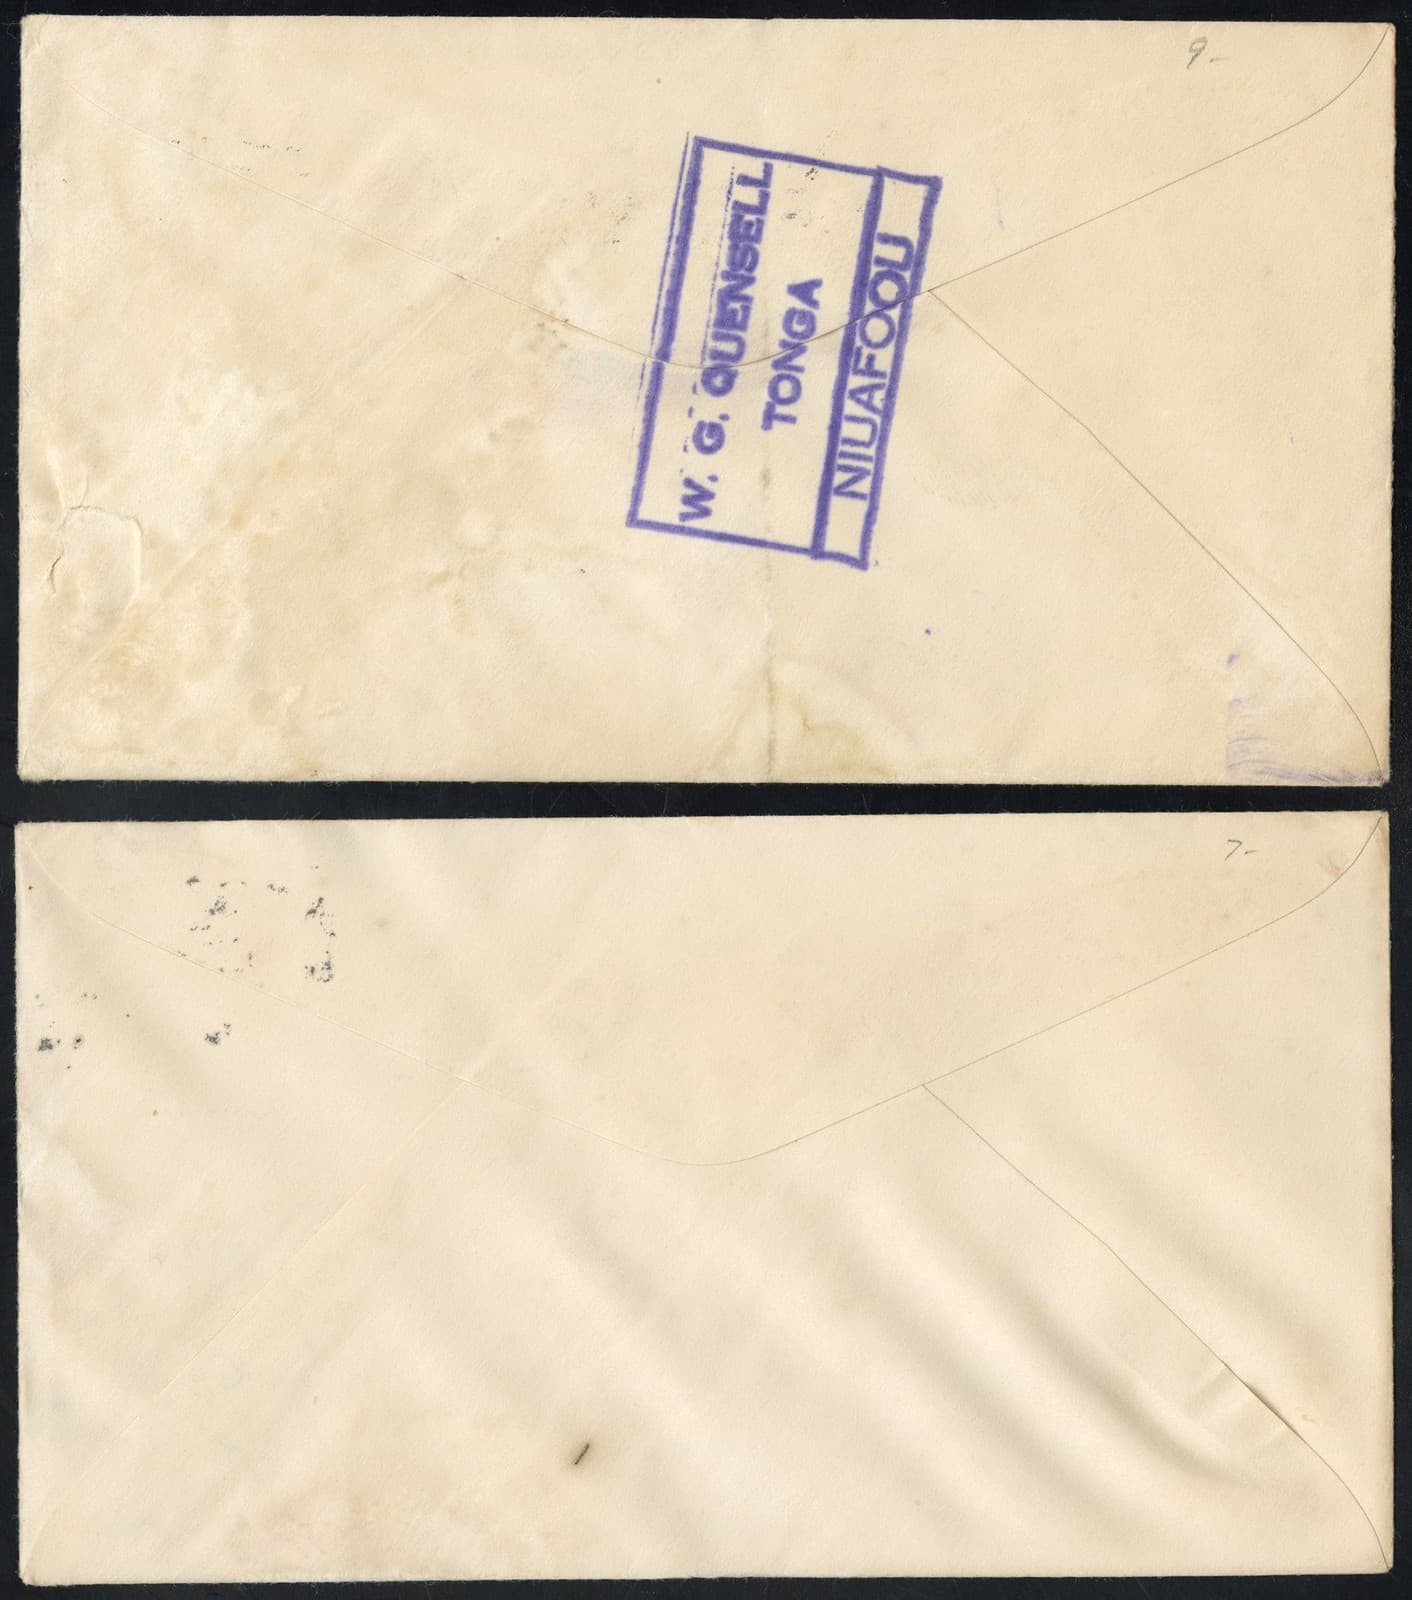 9-
W. G. QUENSELL
TONGA
NIUAFOOU
7-